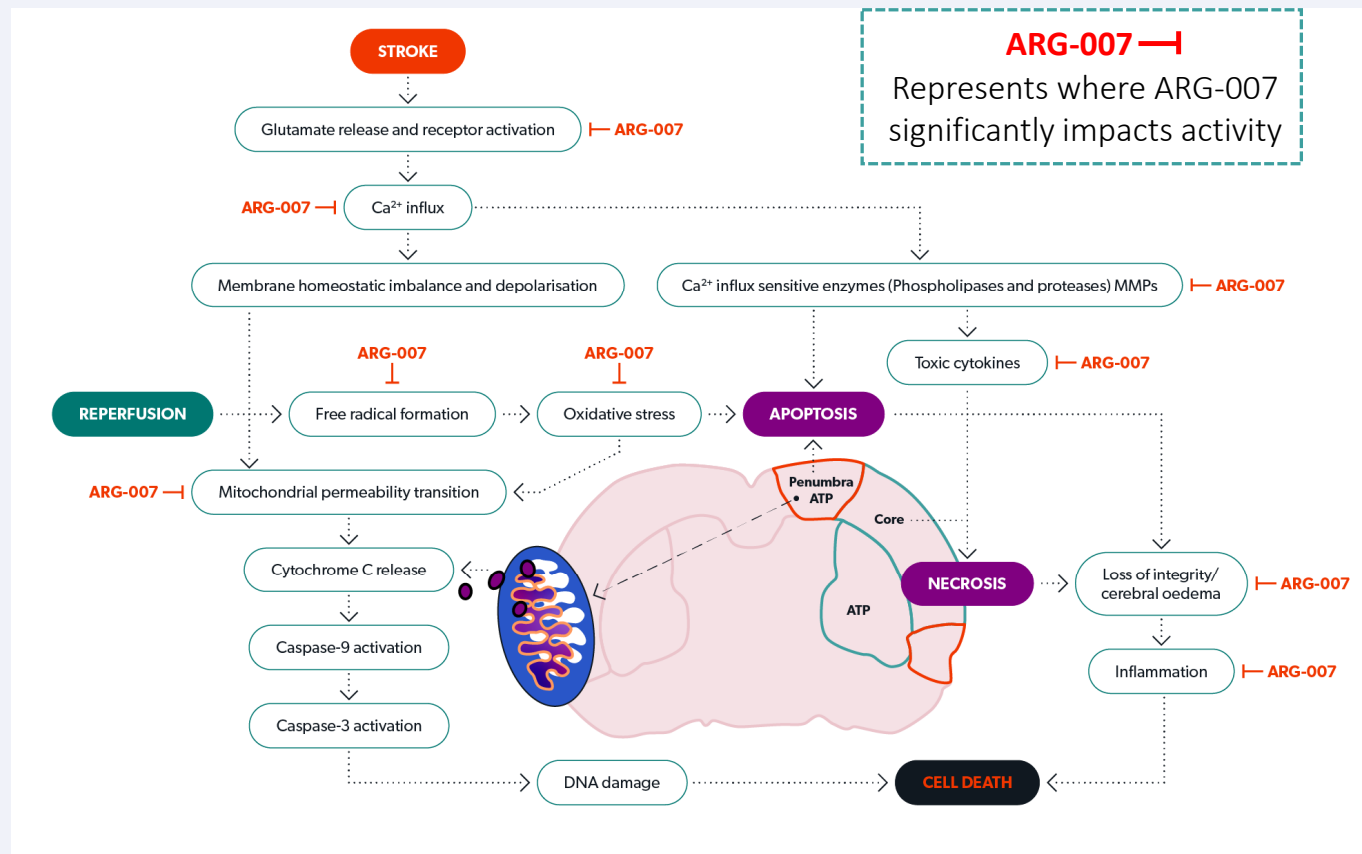 ARG-007
Represents where ARG-007
significantly impacts activity
STROKE
Glutamate release and receptor activation
ARG-007
ARG-007
Ca²⁺ influx
Membrane homeostatic imbalance and depolarisation
Ca²⁺ influx sensitive enzymes (Phospholipases and proteases) MMPs
ARG-007
ARG-007
ARG-007
Toxic cytokines
ARG-007
REPERFUSION
Free radical formation
Oxidative stress
APOPTOSIS
ARG-007
Mitochondrial permeability transition
Penumbra
• ATP
Core
Cytochrome C release
NECROSIS
Loss of integrity/
cerebral oedema
ARG-007
ATP
Caspase-9 activation
Inflammation
ARG-007
Caspase-3 activation
DNA damage
CELL DEATH